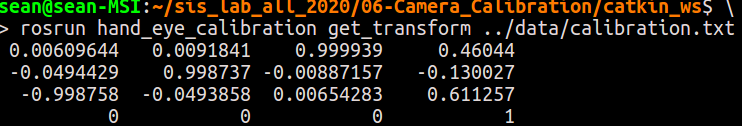 sean@sean-MSI:~/sis_lab_all_2020/06-Camera_Calibration/catkin_ws$ \
> rosrun hand_eye_calibration get_transform ../data/calibration.txt
0.00609644 0.0091841 0.999939 0.46044
-0.0494429 0.998737 -0.00887157 -0.130027
-0.998758 -0.0493858 0.00654283 0.611257
0 0 0 1